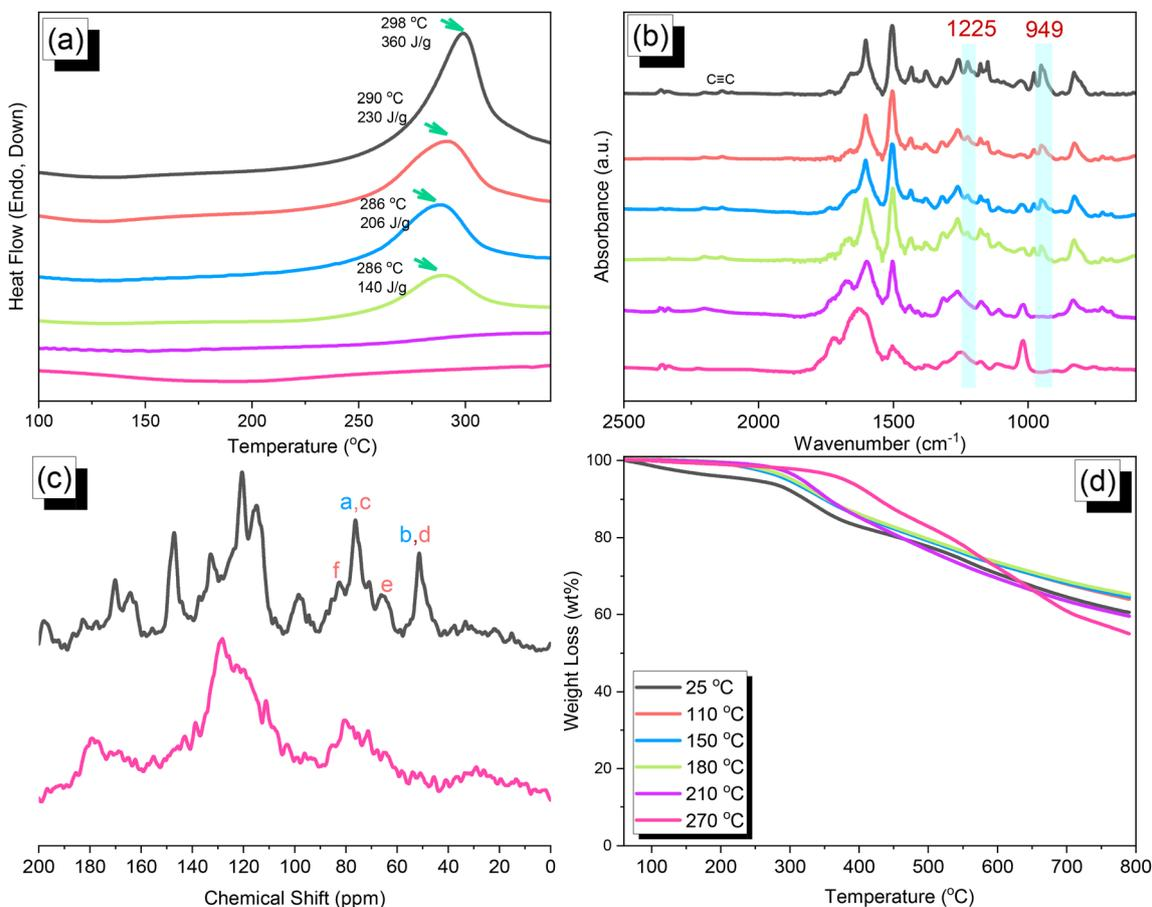 (a)
298 °C
360 J/g
290 °C
230 J/g
286 °C
206 J/g
286 °C
140 J/g
Heat Flow (Endo, Down)
100 150 200 250 300
Temperature (°C)
(b)
1225 949
C≡C
Absorbance (a.u.)
2500 2000 1500 1000
Wavenumber (cm⁻¹)
(c)
a,c
b,d
f
e
200 180 160 140 120 100 80 60 40 20 0
Chemical Shift (ppm)
(d)
100
80
60
40
20
0
Weight Loss (wt%)
25 °C
110 °C
150 °C
180 °C
210 °C
270 °C
100 200 300 400 500 600 700 800
Temperature (°C)